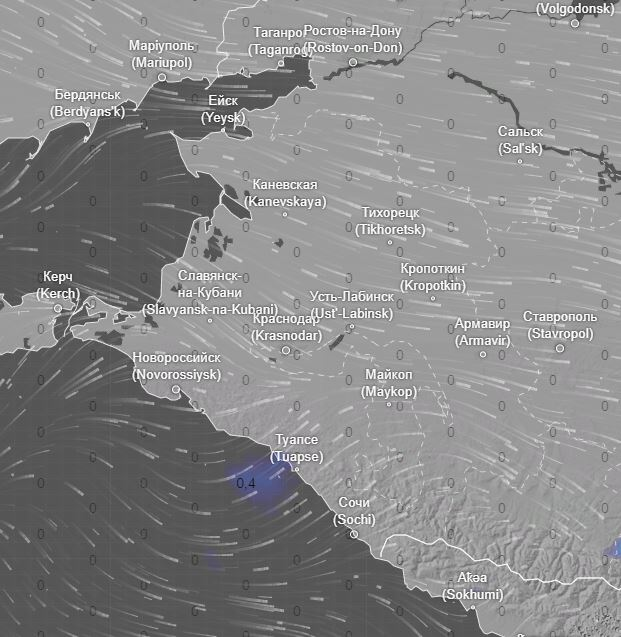 (Volgodonsk)
Ростов-на-Дону
(Rostov-on-Don)
Таганро
(Taganrog
Маріуполь
(Mariupol)
Бердянськ
(Berdyans'k)
Ейск
(Yeysk)
Сальск
(Sal'sk)
Каневская
(Kanevskaya)
Тихорецк
(Tikhoretsk)
Керч
(Kerch)
Славянск-
на-Кубани
(Slavyansk-na-Kubani)
Кропоткин
(Kropotkin)
Усть-Лабинск
(Ust'-Labinsk)
Краснодар
(Krasnodar)
Армавир
(Armavir)
Ставрополь
(Stavropol)
Новороссийск
(Novorossiysk)
Майкоп
(Maykop)
Туапсе
(Tuapse)
0,4
Сочи
(Sochi)
Аҟәа
(Sokhumi)